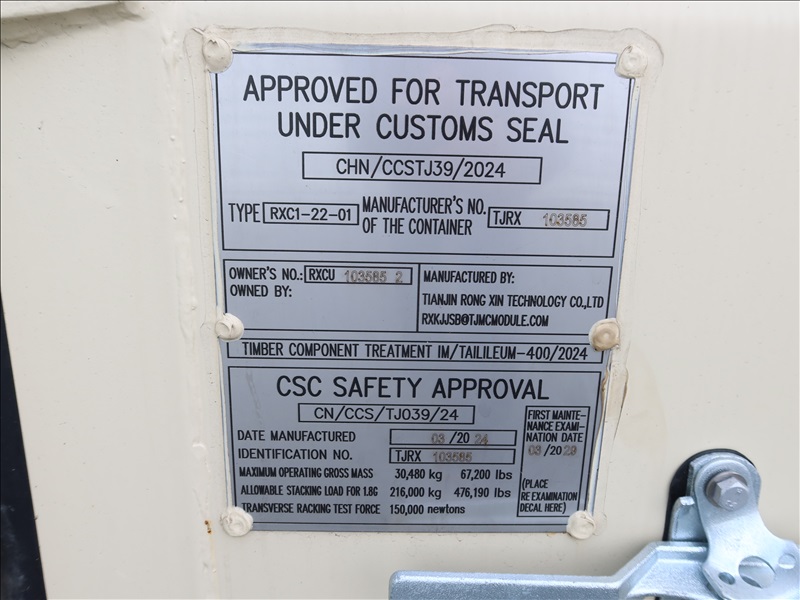 APPROVED FOR TRANSPORT
UNDER CUSTOMS SEAL
CHN/CCSTJ39/2024
TYPE RXC1-22-01 MANUFACTURER'S NO. OF THE CONTAINER TJRX 103585
OWNER'S NO.: RXCU 103585 2
OWNED BY:
MANUFACTURED BY:
TIANJIN RONG XIN TECHNOLOGY CO.,LTD
RXKJJSB@TJMCMODULE.COM
TIMBER COMPONENT TREATMENT IM/TAILILEUM-400/2024
CSC SAFETY APPROVAL
CN/CCS/TJ039/24
DATE MANUFACTURED 03/20 24
IDENTIFICATION NO. TJRX 103585
MAXIMUM OPERATING GROSS MASS 30,480 kg 67,200 lbs
ALLOWABLE STACKING LOAD FOR 1.8G 216,000 kg 476,190 lbs
TRANSVERSE RACKING TEST FORCE 150,000 newtons
FIRST MAINTE-
NANCE EXAMI-
NATION DATE
03/20 29
(PLACE
RE EXAMINATION
DECAL HERE)